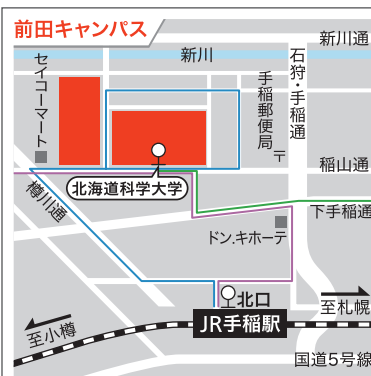 前田キャンパス
新川通
新川
石狩・手稲通
セイコーマート
手稲郵便局
稲山通
北海道科学大学
樽川通
下手稲通
ドン.キホーテ
北口
至札幌
JR手稲駅
至小樽
国道5号線